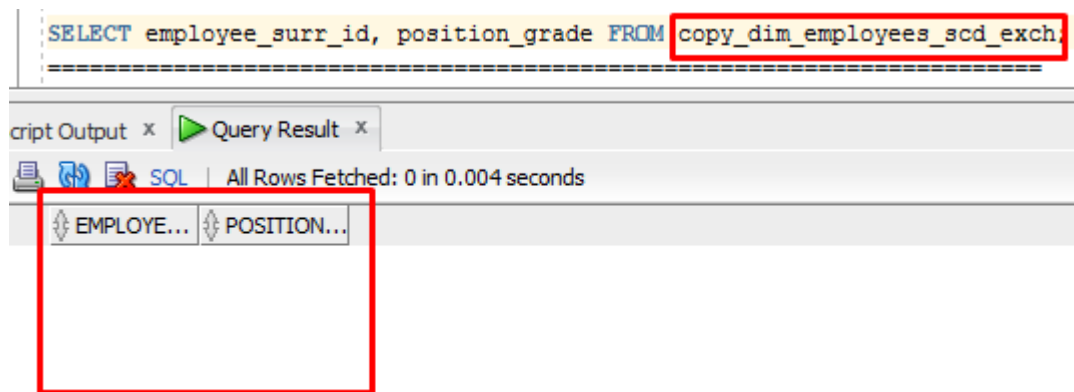 SELECT employee_surr_id, position_grade FROM copy_dim_employees_scd_exch;
=====================================================================
cript Output x Query Result x
SQL | All Rows Fetched: 0 in 0.004 seconds
EMPLOYE... POSITION...